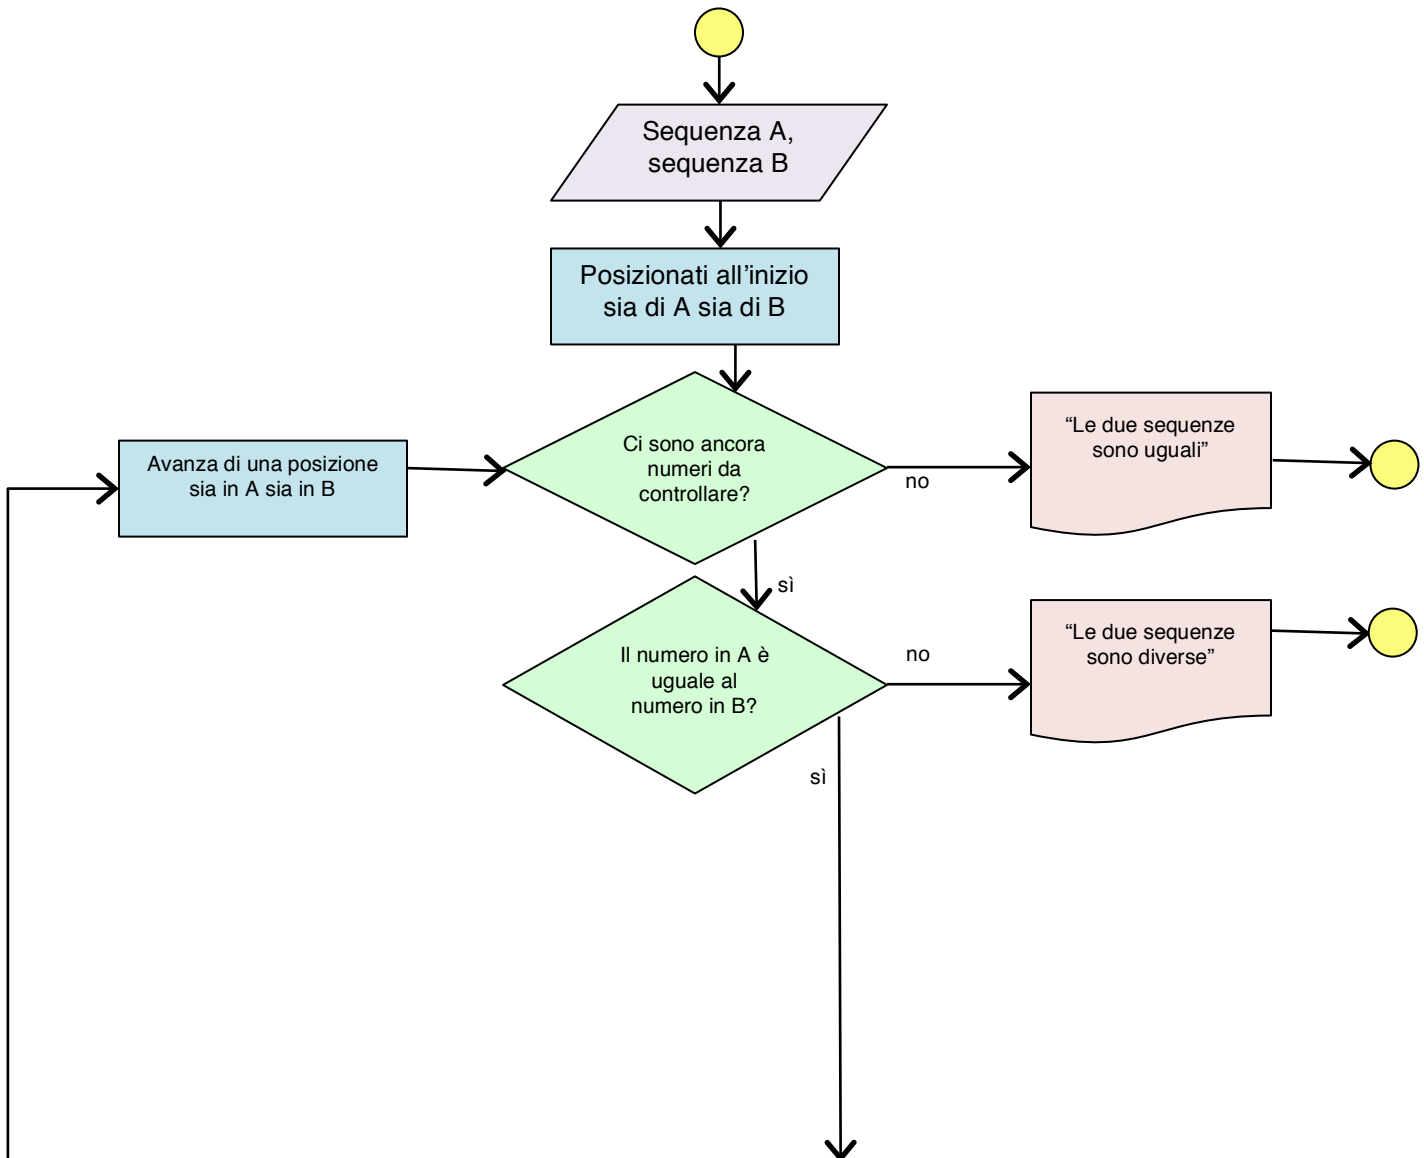 Sequenza A,
sequenza B
Posizionati all'inizio
sia di A sia di B
Avanza di una posizione
sia in A sia in B
Ci sono ancora
numeri da
controllare?
no
“Le due sequenze
sono uguali”
sì
Il numero in A è
uguale al
numero in B?
no
“Le due sequenze
sono diverse”
sì